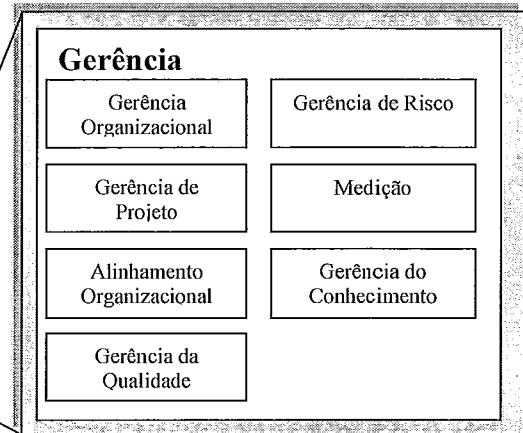 Gerência
Gerência
Organizacional
Gerência de Risco
Gerência de
Projeto
Medição
Alinhamento
Organizacional
Gerência do
Conhecimento
Gerência da
Qualidade